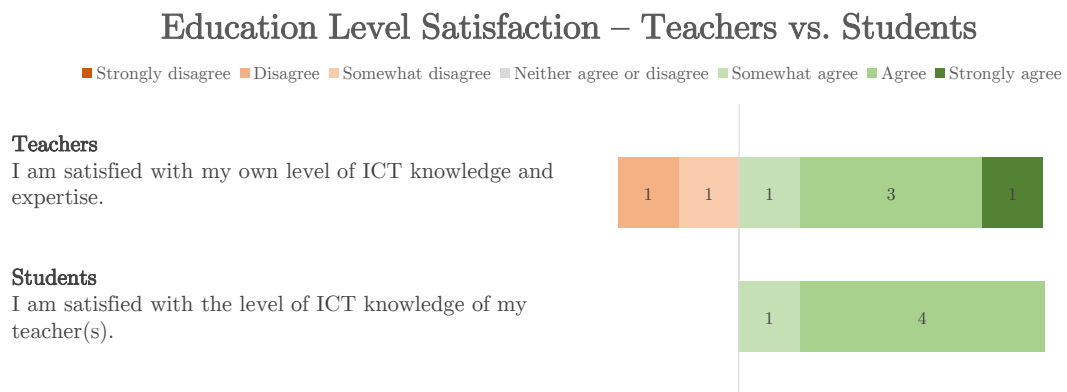 Education Level Satisfaction – Teachers vs. Students
Strongly disagree Disagree Somewhat disagree Neither agree or disagree Somewhat agree Agree Strongly agree
Teachers
I am satisfied with my own level of ICT knowledge and
expertise.
1 1 1 3 1
Students
I am satisfied with the level of ICT knowledge of my
teacher(s).
1 4